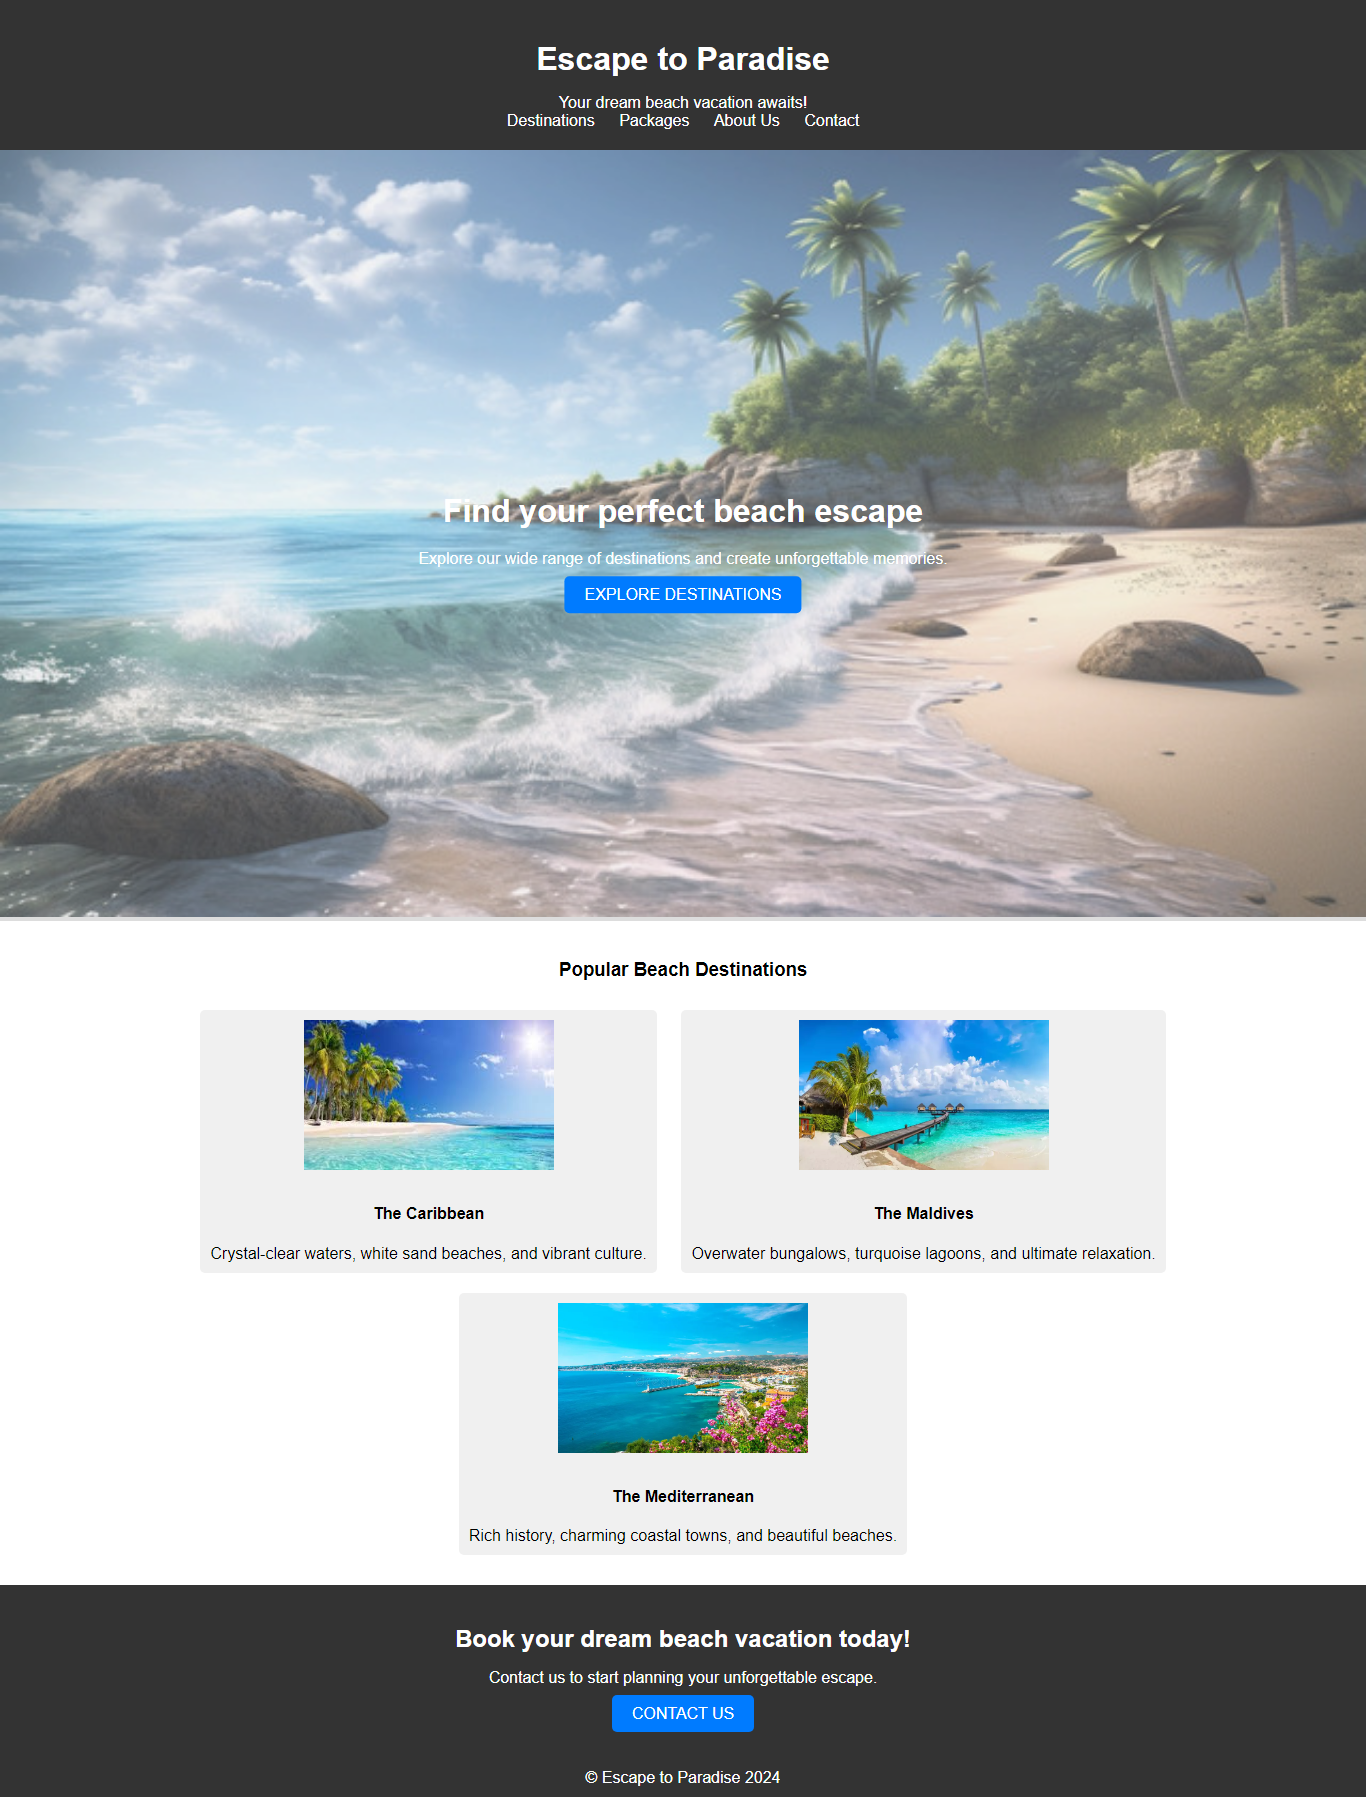 Escape to Paradise
Your dream beach vacation awaits!
Destinations Packages About Us Contact
Find your perfect beach escape
Explore our wide range of destinations and create unforgettable memories.
EXPLORE DESTINATIONS
Popular Beach Destinations
The Caribbean
Crystal-clear waters, white sand beaches, and vibrant culture.
The Maldives
Overwater bungalows, turquoise lagoons, and ultimate relaxation.
The Mediterranean
Rich history, charming coastal towns, and beautiful beaches.
Book your dream beach vacation today!
Contact us to start planning your unforgettable escape.
CONTACT US
© Escape to Paradise 2024